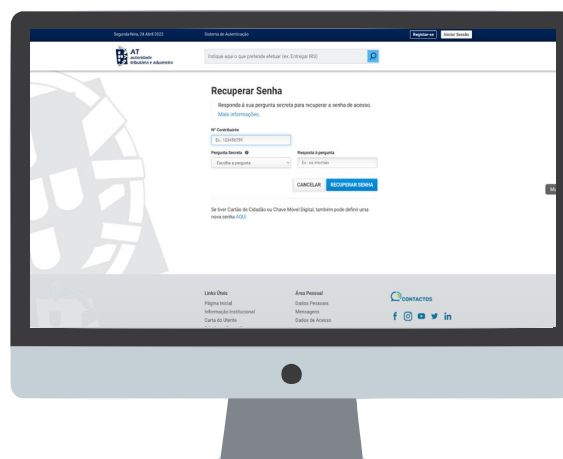 Segunda-feira, 24 Abril 2023
Sistema de Autenticação
Registar-se
Iniciar Sessão
AT
autoridade
tributária e aduaneira
Indique aqui o que pretende efetuar (ex: Entregar IRS)
Recuperar Senha
Responda à sua pergunta secreta para recuperar a senha de acesso.
Mais informações.
Nº Contribuinte
Ex.: 123456789
Pergunta Secreta
Resposta à pergunta
Escolha a pergunta
CANCELAR
RECUPERAR SENHA
Se tiver Cartão de Cidadão ou Chave Móvel Digital, também pode definir uma
nova senha AQUI
Links Úteis
Área Pessoal
CONTACTOS
Página Inicial
Dados Pessoais
Informação Institucional
Mensagens
Carta do Utente
Dados de Acesso